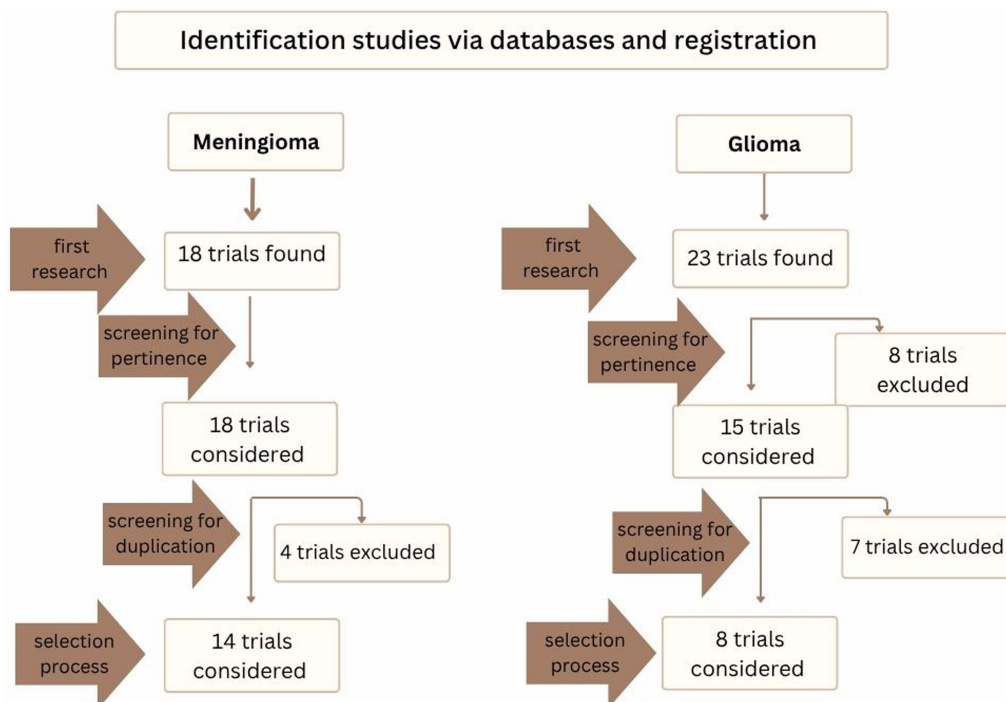 Identification studies via databases and registration
Meningioma
first
research
18 trials found
screening for
pertinence
18 trials
considered
screening for
duplication
4 trials excluded
selection
process
14 trials
considered
Glioma
first
research
23 trials found
screening for
pertinence
8 trials
excluded
15 trials
considered
screening for
duplication
7 trials excluded
selection
process
8 trials
considered